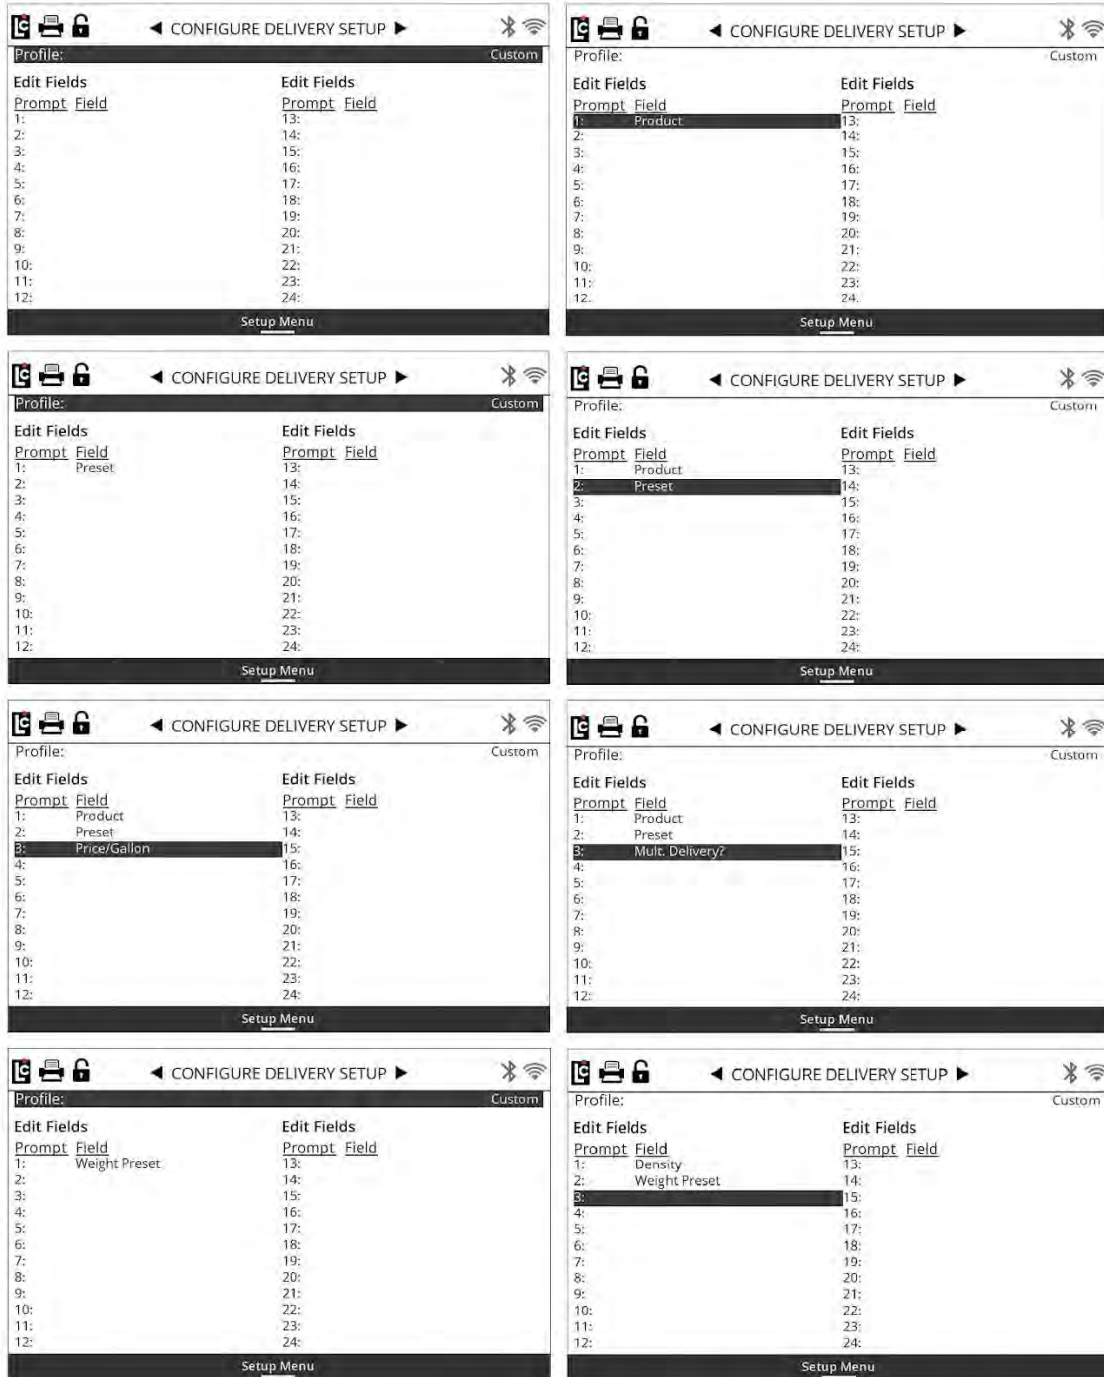 LC CONFIGURE DELIVERY SETUP
Profile: Custom
Edit Fields Edit Fields
Prompt Field Prompt Field
1: 13:
2: 14:
3: 15:
4: 16:
5: 17:
6: 18:
7: 19:
8: 20:
9: 21:
10: 22:
11: 23:
12: 24:
Setup Menu
LC CONFIGURE DELIVERY SETUP
Profile: Custom
Edit Fields Edit Fields
Prompt Field Prompt Field
1: Product 13:
2: 14:
3: 15:
4: 16:
5: 17:
6: 18:
7: 19:
8: 20:
9: 21:
10: 22:
11: 23:
12. 24.
Setup Menu
LC CONFIGURE DELIVERY SETUP
Profile: Custom
Edit Fields Edit Fields
Prompt Field Prompt Field
1: Preset 13:
2: 14:
3: 15:
4: 16:
5: 17:
6: 18:
7: 19:
8: 20:
9: 21:
10: 22:
11: 23:
12: 24:
Setup Menu
LC CONFIGURE DELIVERY SETUP
Profile: Custom
Edit Fields Edit Fields
Prompt Field Prompt Field
1: Product 13:
2: Preset 14:
3: 15:
4: 16:
5: 17:
6: 18:
7: 19:
8: 20:
9: 21:
10: 22:
11: 23:
12: 24:
Setup Menu
LC CONFIGURE DELIVERY SETUP
Profile: Custom
Edit Fields Edit Fields
Prompt Field Prompt Field
1: Product 13:
2: Preset 14:
3: Price/Gallon 15:
4: 16:
5: 17:
6: 18:
7: 19:
8: 20:
9: 21:
10: 22:
11: 23:
12: 24:
Setup Menu
LC CONFIGURE DELIVERY SETUP
Profile: Custom
Edit Fields Edit Fields
Prompt Field Prompt Field
1: Product 13:
2: Preset 14:
3: Mult. Delivery? 15:
4: 16:
5: 17:
6: 18:
7: 19:
8: 20:
9: 21:
10: 22:
11: 23:
12: 24:
Setup Menu
LC CONFIGURE DELIVERY SETUP
Profile: Custom
Edit Fields Edit Fields
Prompt Field Prompt Field
1: Weight Preset 13:
2: 14:
3: 15:
4: 16:
5: 17:
6: 18:
7: 19:
8: 20:
9: 21:
10: 22:
11: 23:
12: 24:
Setup Menu
LC CONFIGURE DELIVERY SETUP
Profile: Custom
Edit Fields Edit Fields
Prompt Field Prompt Field
1: Density 13:
2: Weight Preset 14:
3: 15:
4: 16:
5: 17:
6: 18:
7: 19:
8: 20:
9: 21:
10: 22:
11: 23:
12: 24:
Setup Menu